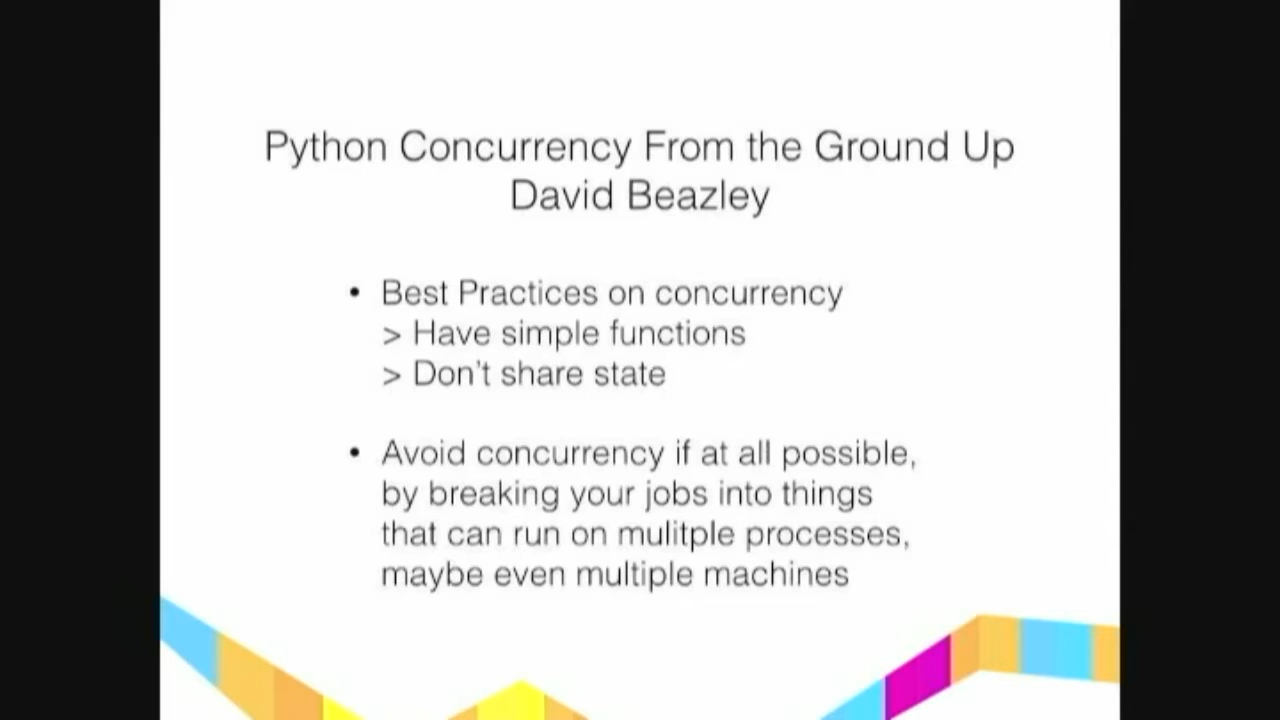 Python Concurrency From the Ground Up
David Beazley
• Best Practices on concurrency
> Have simple functions
> Don't share state
• Avoid concurrency if at all possible,
by breaking your jobs into things
that can run on mulitple processes,
maybe even multiple machines